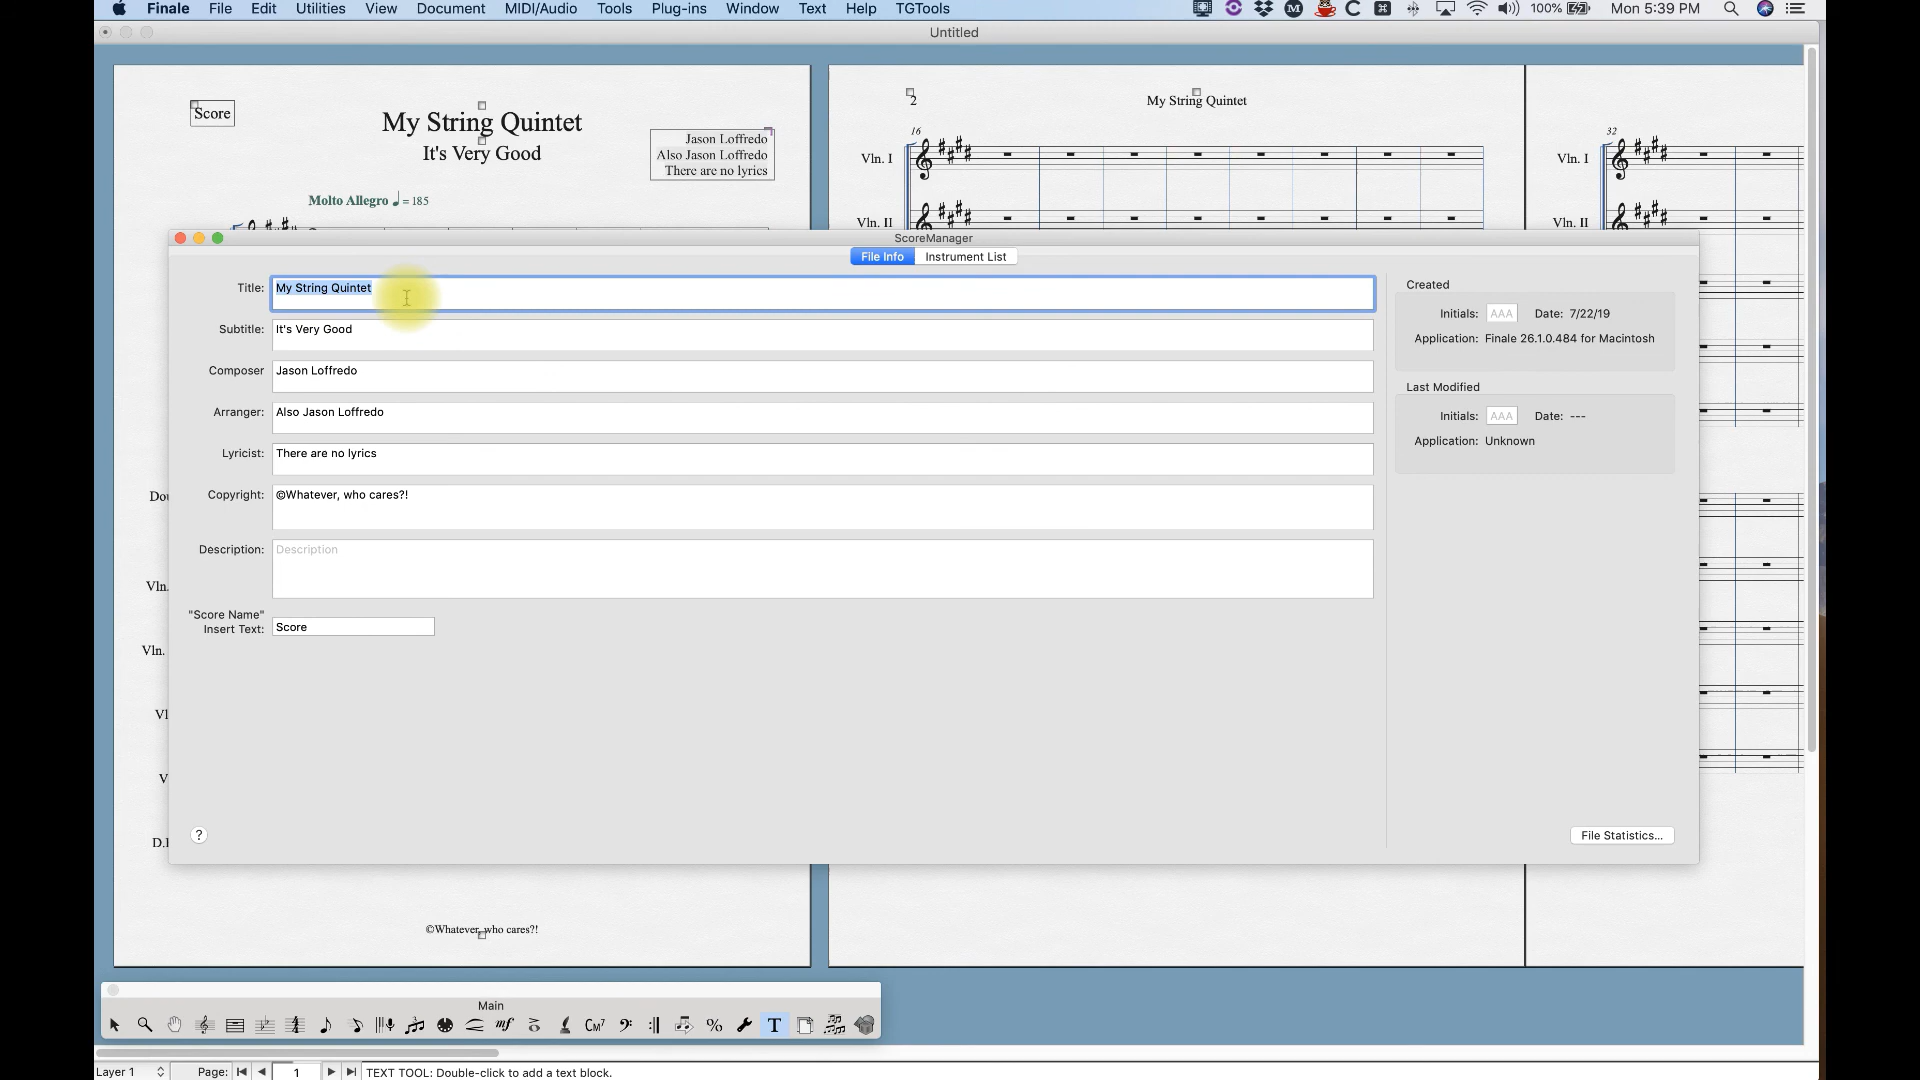 Finale File Edit Utilities View Document MIDI/Audio Tools Plug-ins Window Text Help TGTools 100% Mon 5:39 PM
Untitled
Score
My String Quintet
It's Very Good
Jason Loffredo
Also Jason Loffredo
There are no lyrics
Molto Allegro = 185
2
My String Quintet
16
32
Vln. I
Vln. I
Vln. II
Vln. II
ScoreManager
File Info Instrument List
Title: My String Quintet
Subtitle: It's Very Good
Composer Jason Loffredo
Arranger: Also Jason Loffredo
Lyricist: There are no lyrics
Copyright: ©Whatever, who cares?!
Description: Description
"Score Name"
Insert Text: Score
Created
Initials: AAA Date: 7/22/19
Application: Finale 26.1.0.484 for Macintosh
Last Modified
Initials: AAA Date: ---
Application: Unknown
? File Statistics...
Dou
Vln.
Vln.
Vl
V
D.
©Whatever, who cares?!
Main
CM7
%
T
Layer 1 Page: 1 TEXT TOOL: Double-click to add a text block.